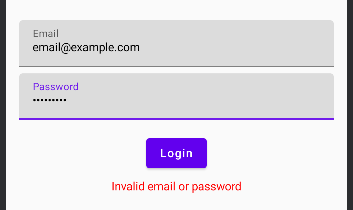 Email
email@example.com
Password
•••••••••
Login
Invalid email or password